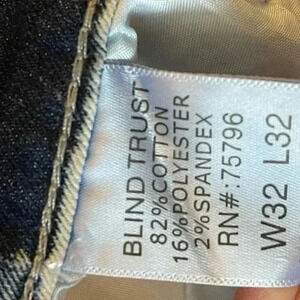 BLIND TRUST
82%COTTON
16%POLYESTER
2%SPANDEX
RN#:75796
W32 L32